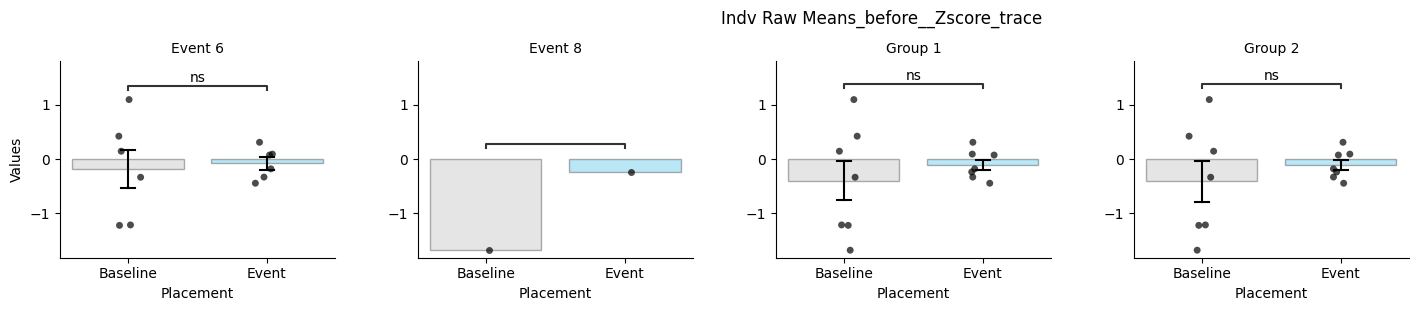 Indv Raw Means_before__Zscore_trace
Event 6
Event 8
Group 1
Group 2
ns
ns
ns
Values
1
0
−1
1
0
−1
1
0
−1
1
0
−1
Baseline Event
Baseline Event
Baseline Event
Baseline Event
Placement
Placement
Placement
Placement